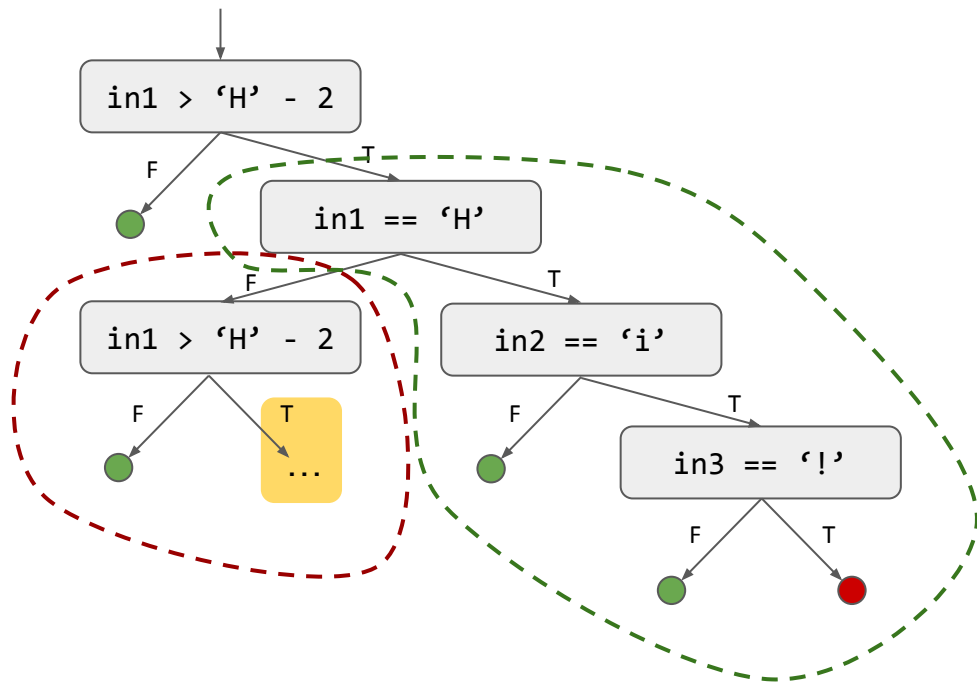 in1 > ‘H’ - 2
F
T
in1 == ‘H’
F
T
in1 > ‘H’ - 2
in2 == ‘i’
F
T
...
F
T
in3 == ‘!’
F
T